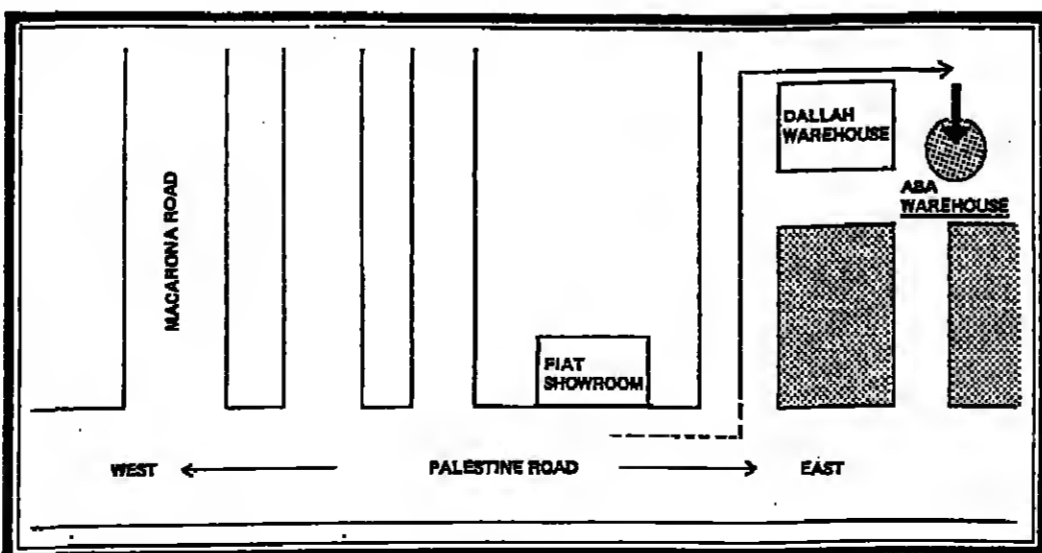 DALLAH
WAREHOUSE
ABA
WAREHOUSE
MACARONA ROAD
FIAT
SHOWROOM
WEST
PALESTINE ROAD
EAST